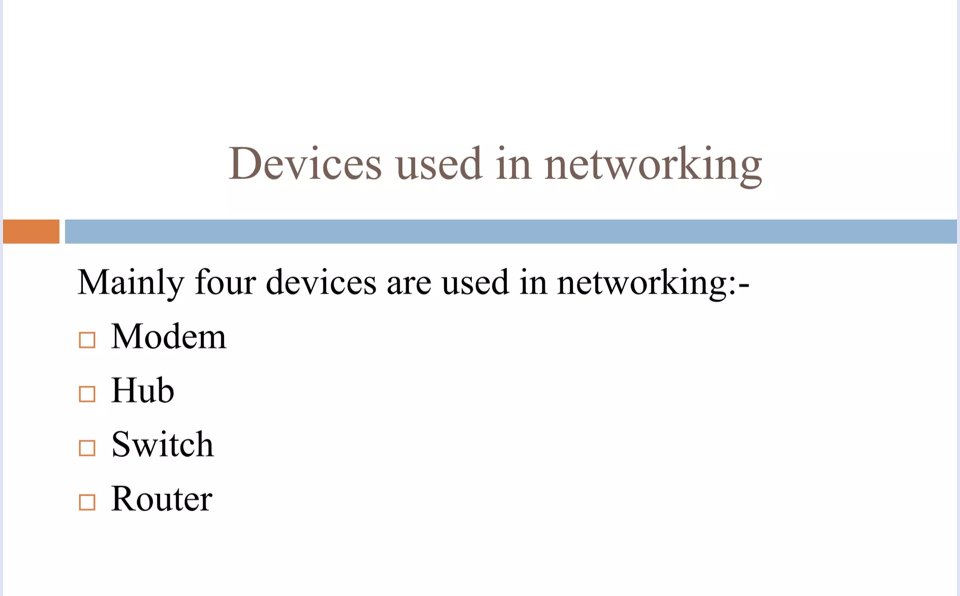 Devices used in networking
Mainly four devices are used in networking:-
Modem
Hub
Switch
Router